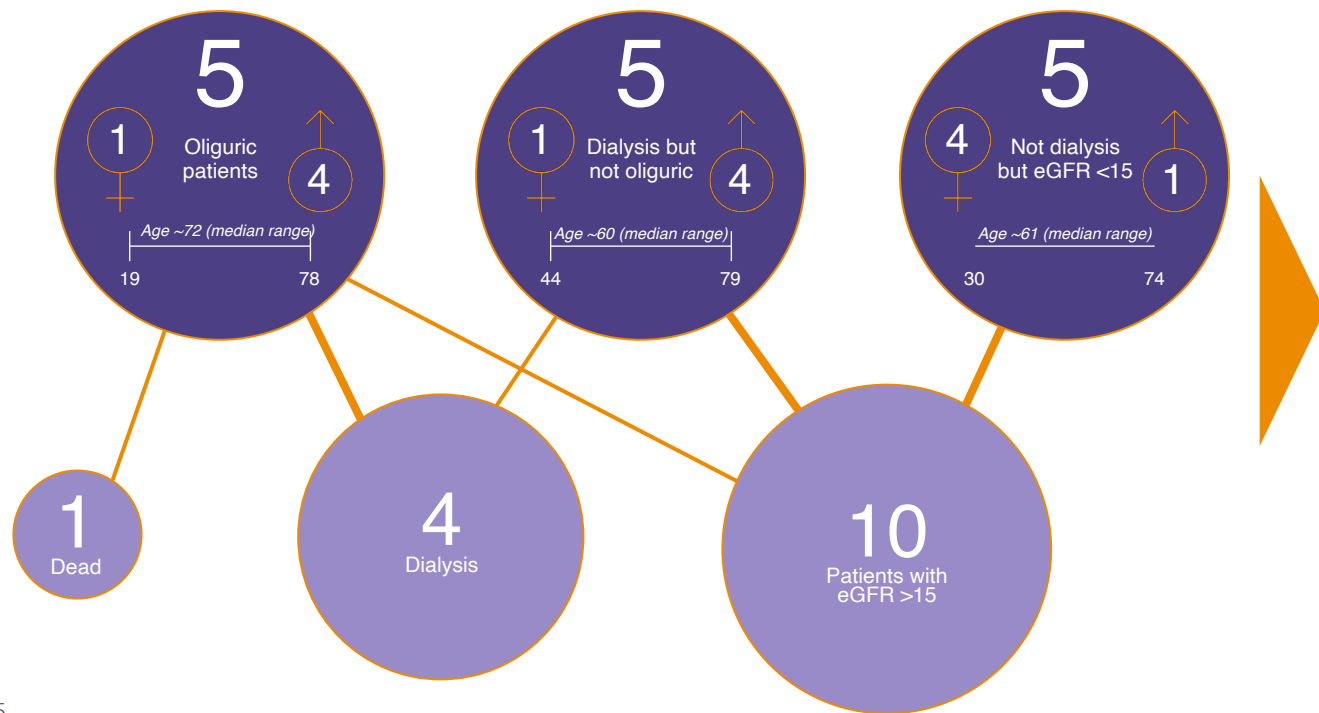 5
Oliguric
patients
1
4
Age ~72 (median range)
19 78
5
Dialysis but
not oliguric
1
4
Age ~60 (median range)
44 79
5
Not dialysis
but eGFR <15
4
1
Age ~61 (median range)
30 74
1
Dead
4
Dialysis
10
Patients with
eGFR >15